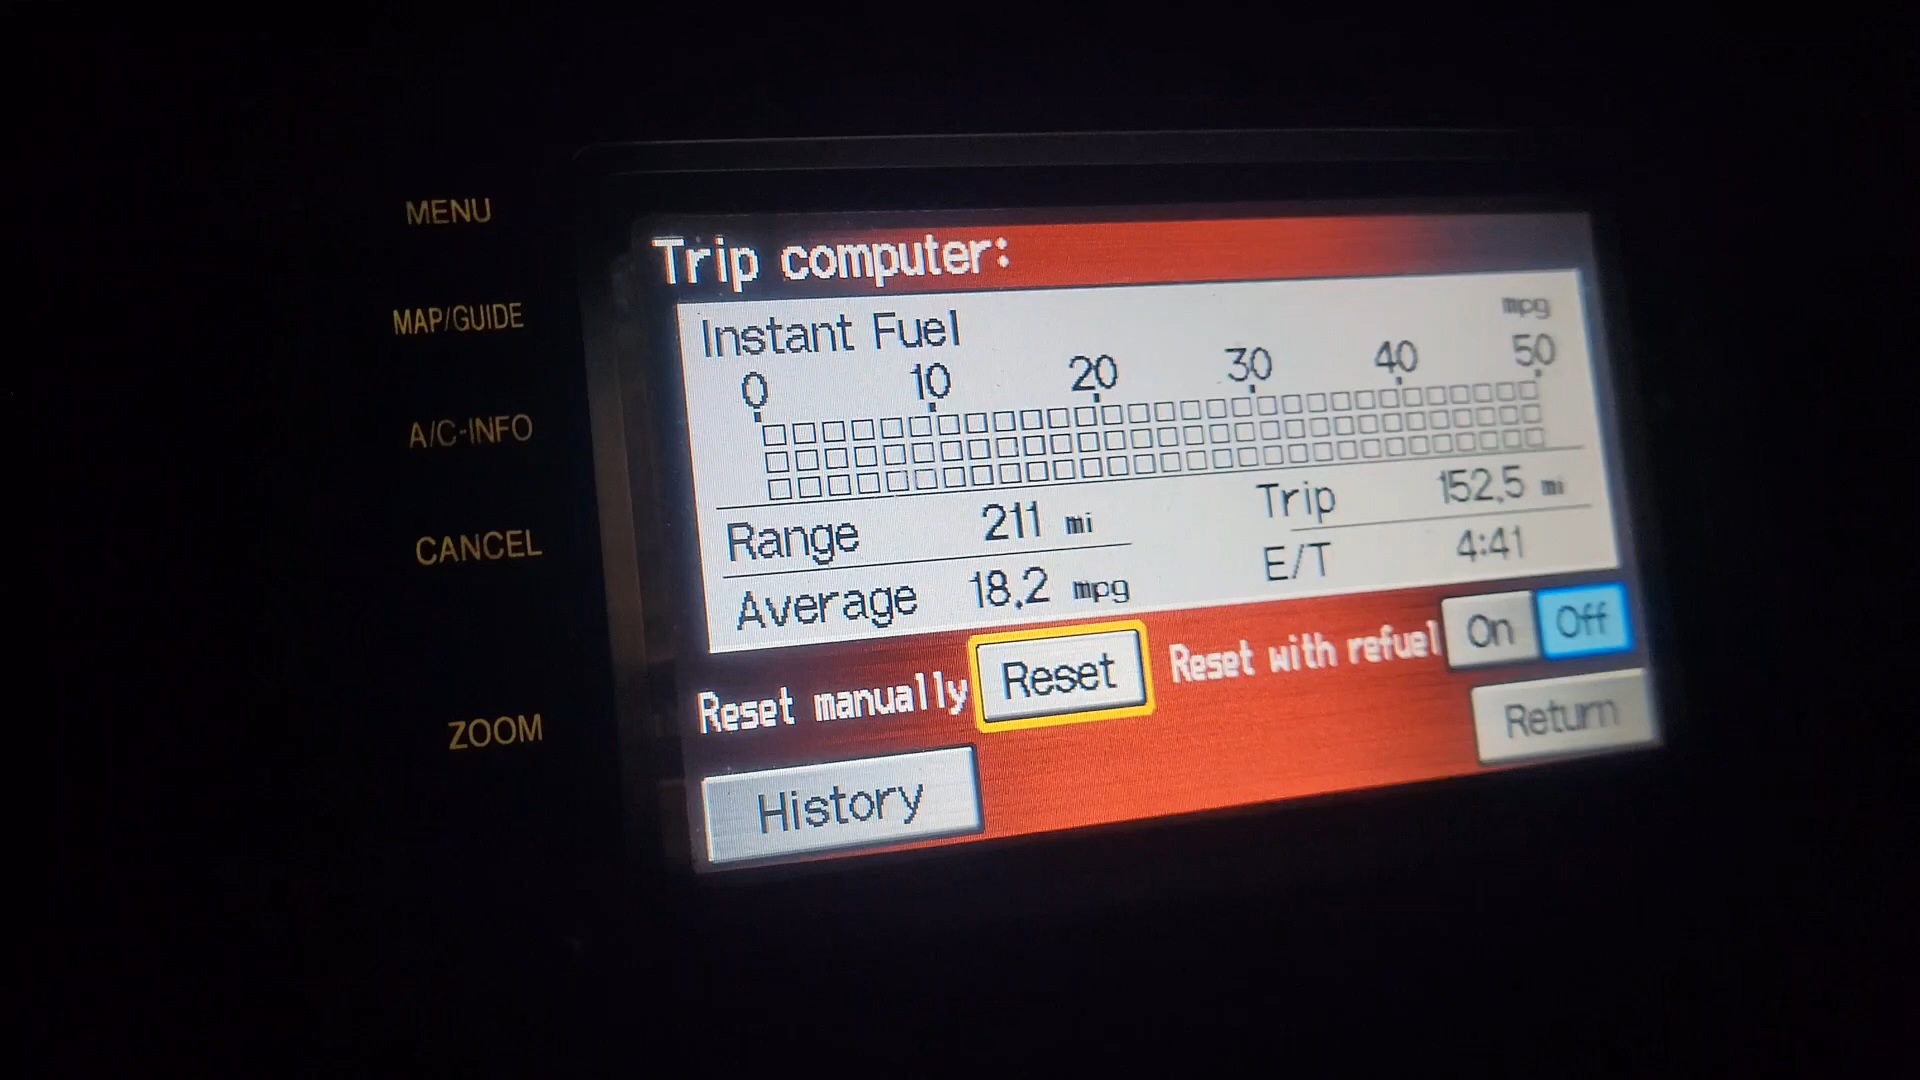 MENU
MAP/GUIDE
A/C-INFO
CANCEL
ZOOM
Trip computer:
Instant Fuel mpg
0 10 20 30 40 50
Range 211 mi Trip 152.5 mi
Average 18.2 mpg E/T 4:41
Reset manually Reset Reset with refuel On Off
History Return